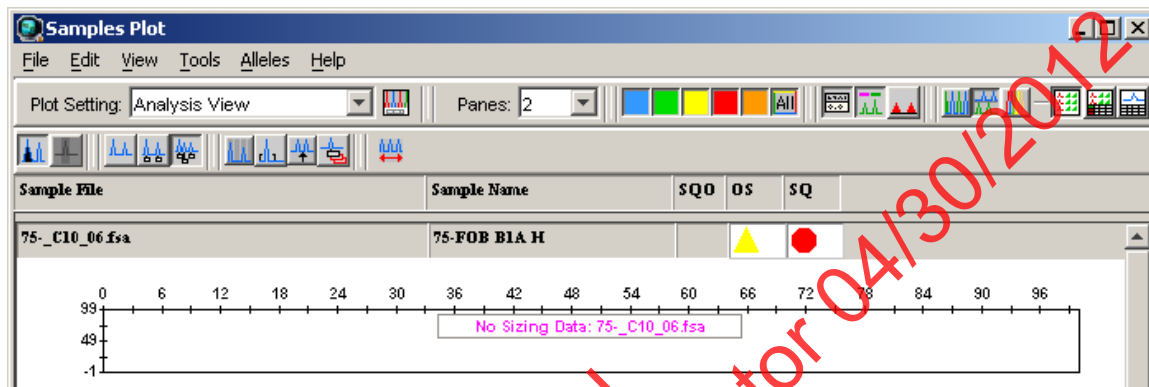 Samples Plot
File Edit View Tools Alleles Help
Plot Setting: Analysis View Panes: 2 All
Sample File Sample Name SQO OS SQ
75-_C10_06.fsa 75-FOB B1A H
0 6 12 18 24 30 36 42 48 54 60 66 72 78 84 90 96
99
No Sizing Data: 75-_C10_06.fsa
49
-1
04/30/2012